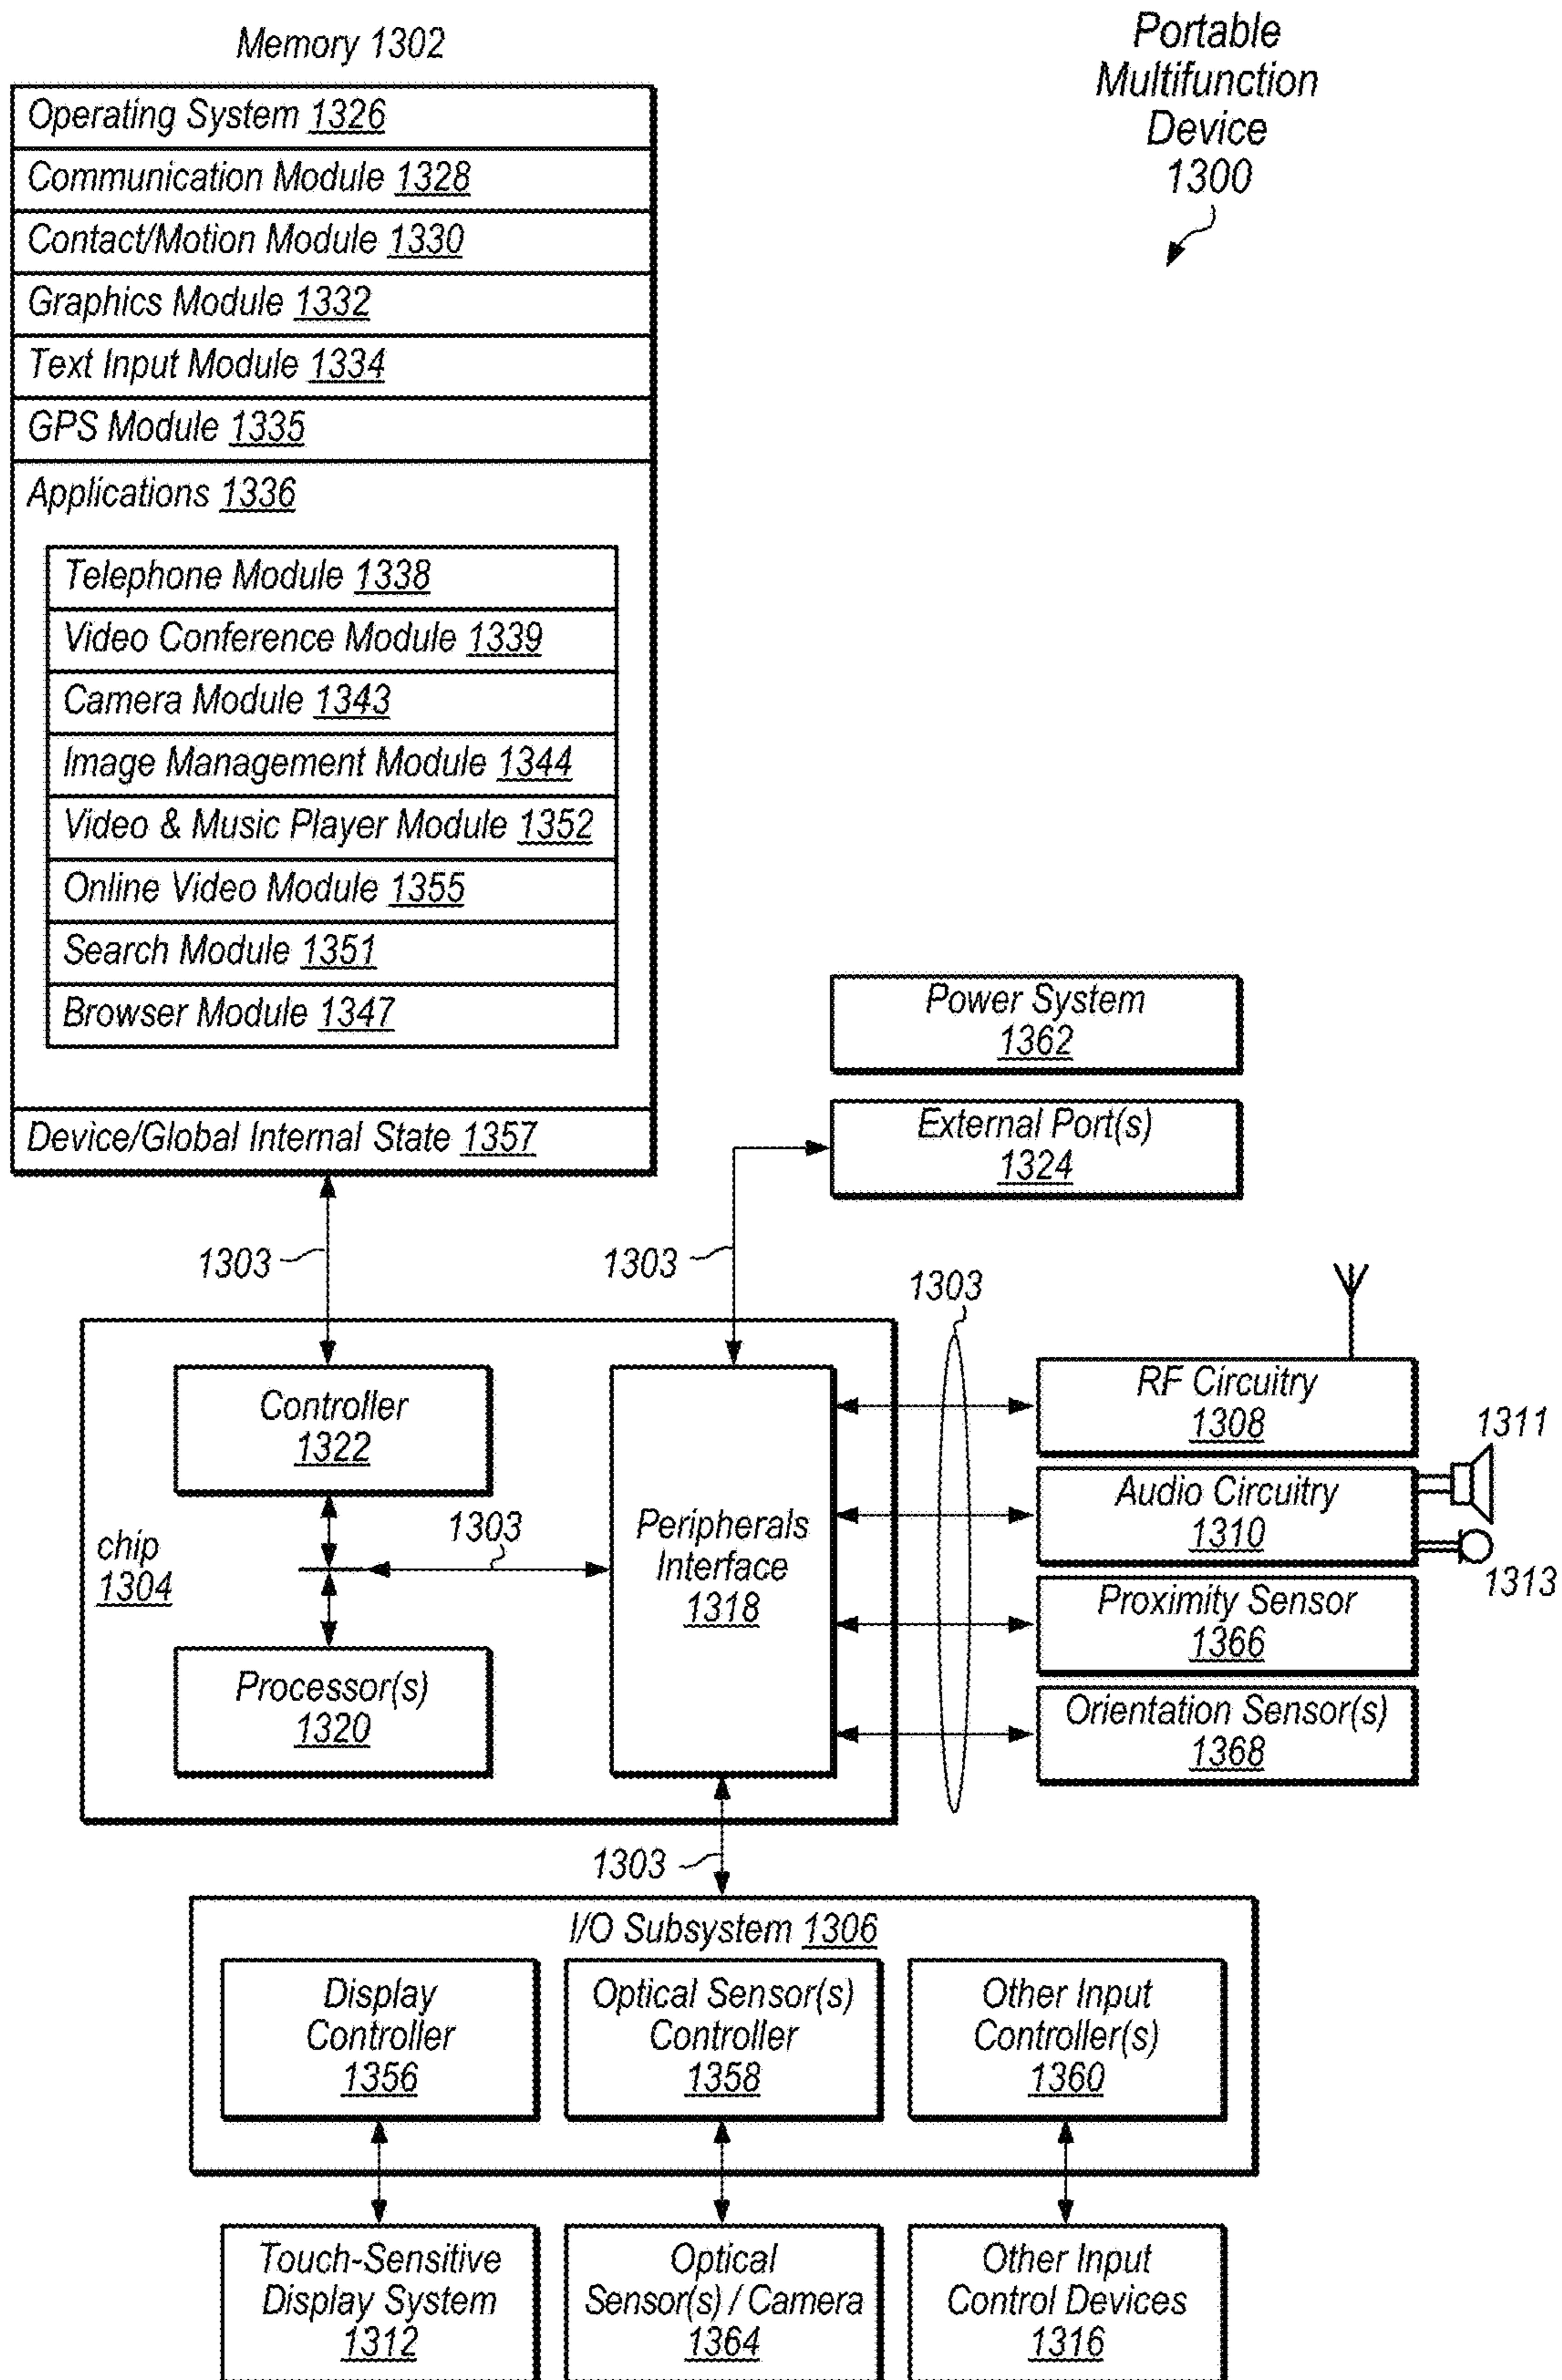 Memory 1302
Portable
Multifunction
Device
1300
Operating System 1326
Communication Module 1328
Contact/Motion Module 1330
Graphics Module 1332
Text Input Module 1334
GPS Module 1335
Applications 1336
Telephone Module 1338
Video Conference Module 1339
Camera Module 1343
Image Management Module 1344
Video & Music Player Module 1352
Online Video Module 1355
Search Module 1351
Browser Module 1347
Device/Global Internal State 1357
Power System
1362
External Port(s)
1324
1303
1303
1303
chip
1304
Controller
1322
1303
Processor(s)
1320
Peripherals
Interface
1318
RF Circuitry
1308
1311
Audio Circuitry
1310
1313
Proximity Sensor
1366
Orientation Sensor(s)
1368
1303
I/O Subsystem 1306
Display
Controller
1356
Optical Sensor(s)
Controller
1358
Other Input
Controller(s)
1360
Touch-Sensitive
Display System
1312
Optical
Sensor(s) / Camera
1364
Other Input
Control Devices
1316